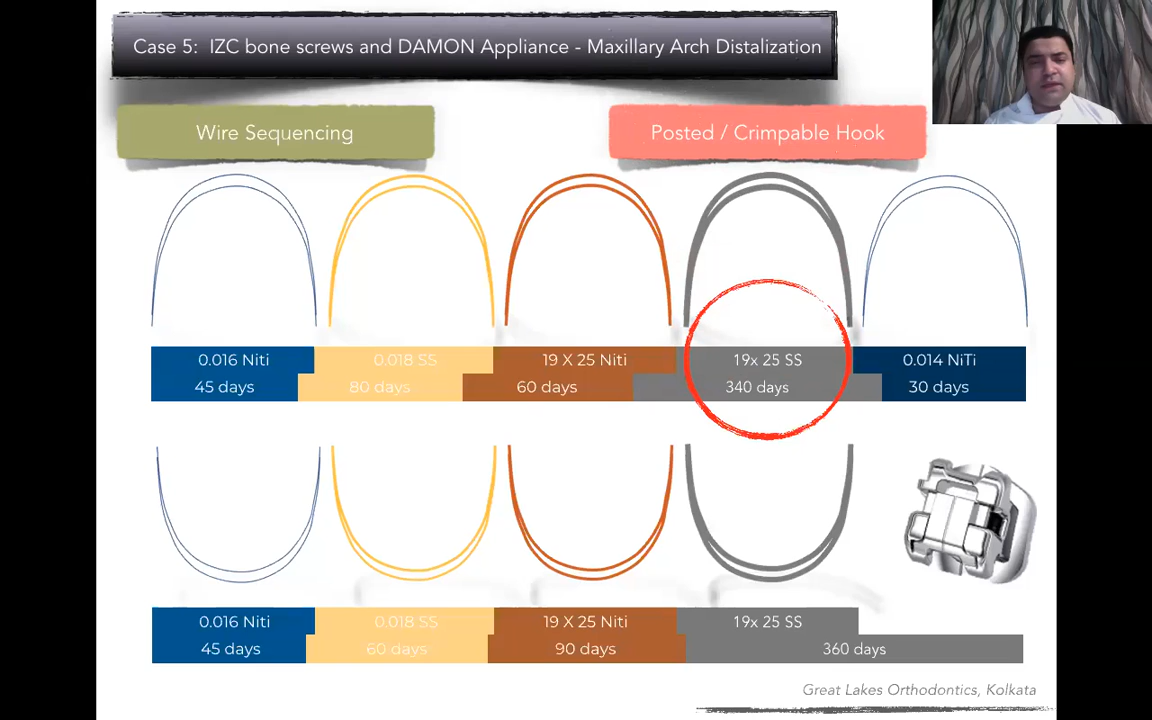 Case 5: IZC bone screws and DAMON Appliance - Maxillary Arch Distalization
Wire Sequencing
Posted / Crimpable Hook
0.016 Niti
0.018 SS
19 X 25 Niti
19x 25 SS
0.014 NiTi
45 days
80 days
60 days
340 days
30 days
0.016 Niti
0.018 SS
19 X 25 Niti
19x 25 SS
45 days
60 days
90 days
360 days
Great Lakes Orthodontics, Kolkata